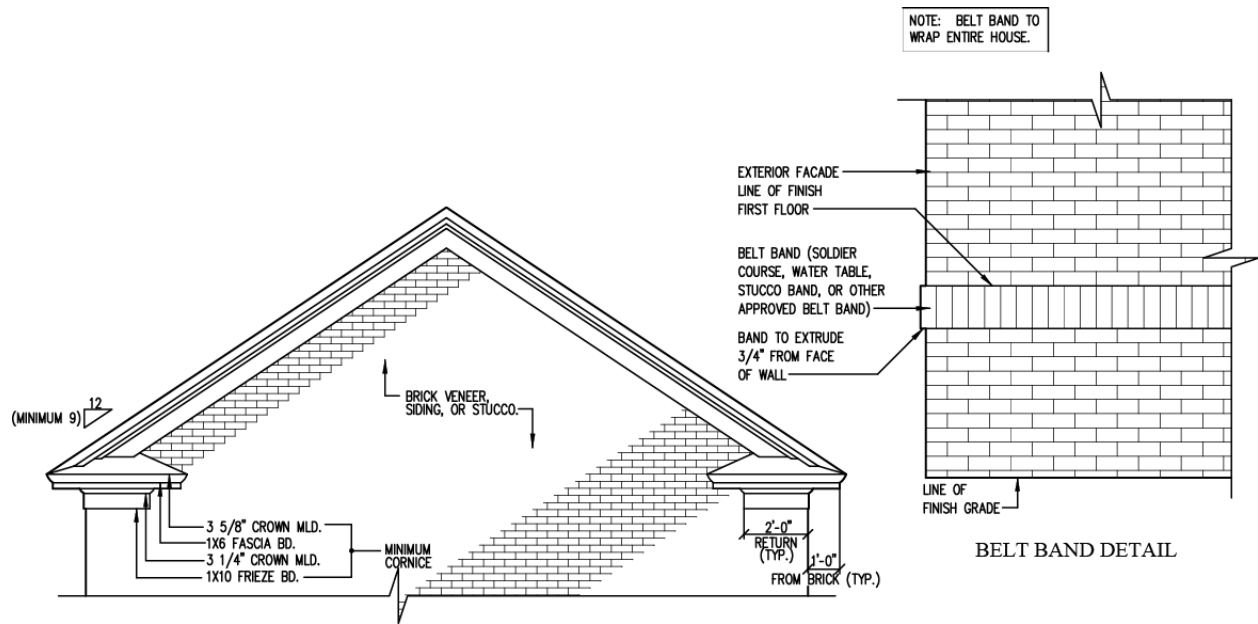 NOTE: BELT BAND TO
WRAP ENTIRE HOUSE.
EXTERIOR FACADE
LINE OF FINISH
FIRST FLOOR
BELT BAND (SOLDIER
COURSE, WATER TABLE,
STUCCO BAND, OR OTHER
APPROVED BELT BAND)
BAND TO EXTRUDE
3/4" FROM FACE
OF WALL
LINE OF
FINISH GRADE
BELT BAND DETAIL
12
(MINIMUM 9)
BRICK VENEER,
SIDING, OR STUCCO.
3 5/8" CROWN MLD.
1X6 FASCIA BD.
3 1/4" CROWN MLD.
1X10 FRIEZE BD.
MINIMUM
CORNICE
2'-0"
RETURN
(TYP.)
1'-0"
FROM BRICK (TYP.)